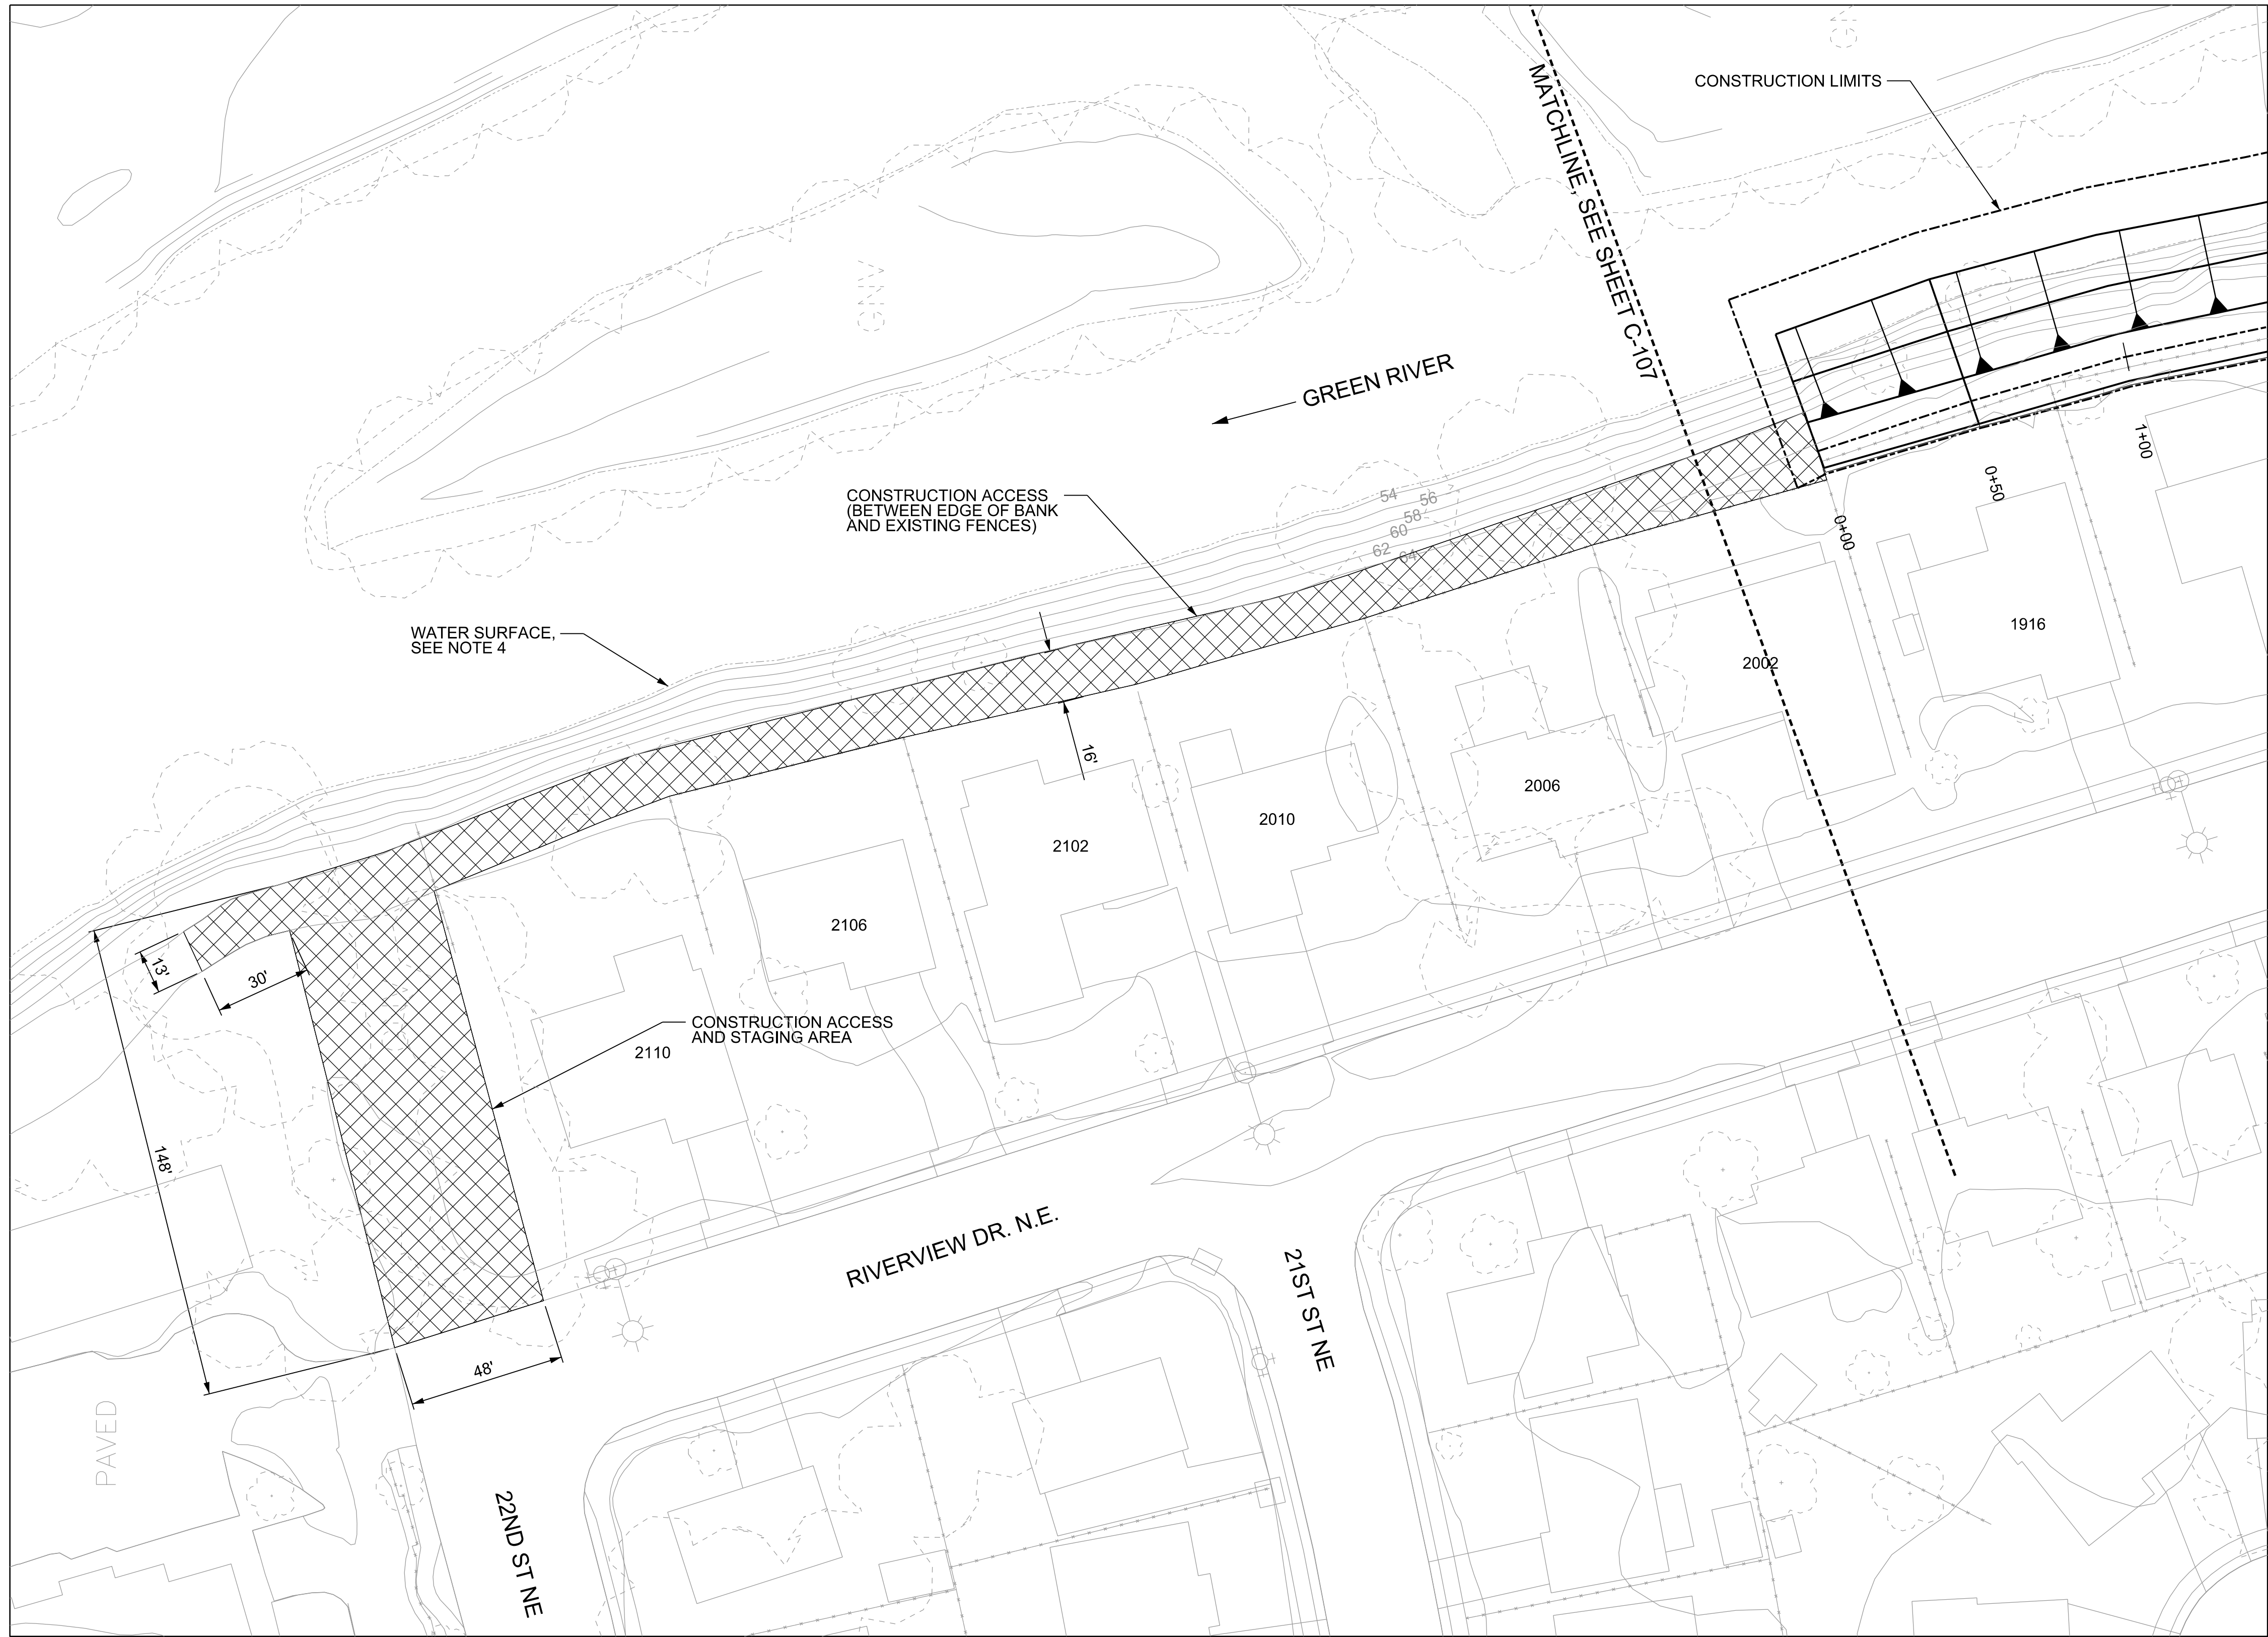 CONSTRUCTION LIMITS
MATCHLINE, SEE SHEET C-107
GREEN RIVER
CONSTRUCTION ACCESS
(BETWEEN EDGE OF BANK
AND EXISTING FENCES)
54
56
58
60
62
64
1+00
0+50
0+00
WATER SURFACE,
SEE NOTE 4
1916
2002
16'
2006
2010
2102
2106
13'
30'
CONSTRUCTION ACCESS
AND STAGING AREA
2110
148'
48'
RIVERVIEW DR. N.E.
21ST ST NE
22ND ST NE
PAVED